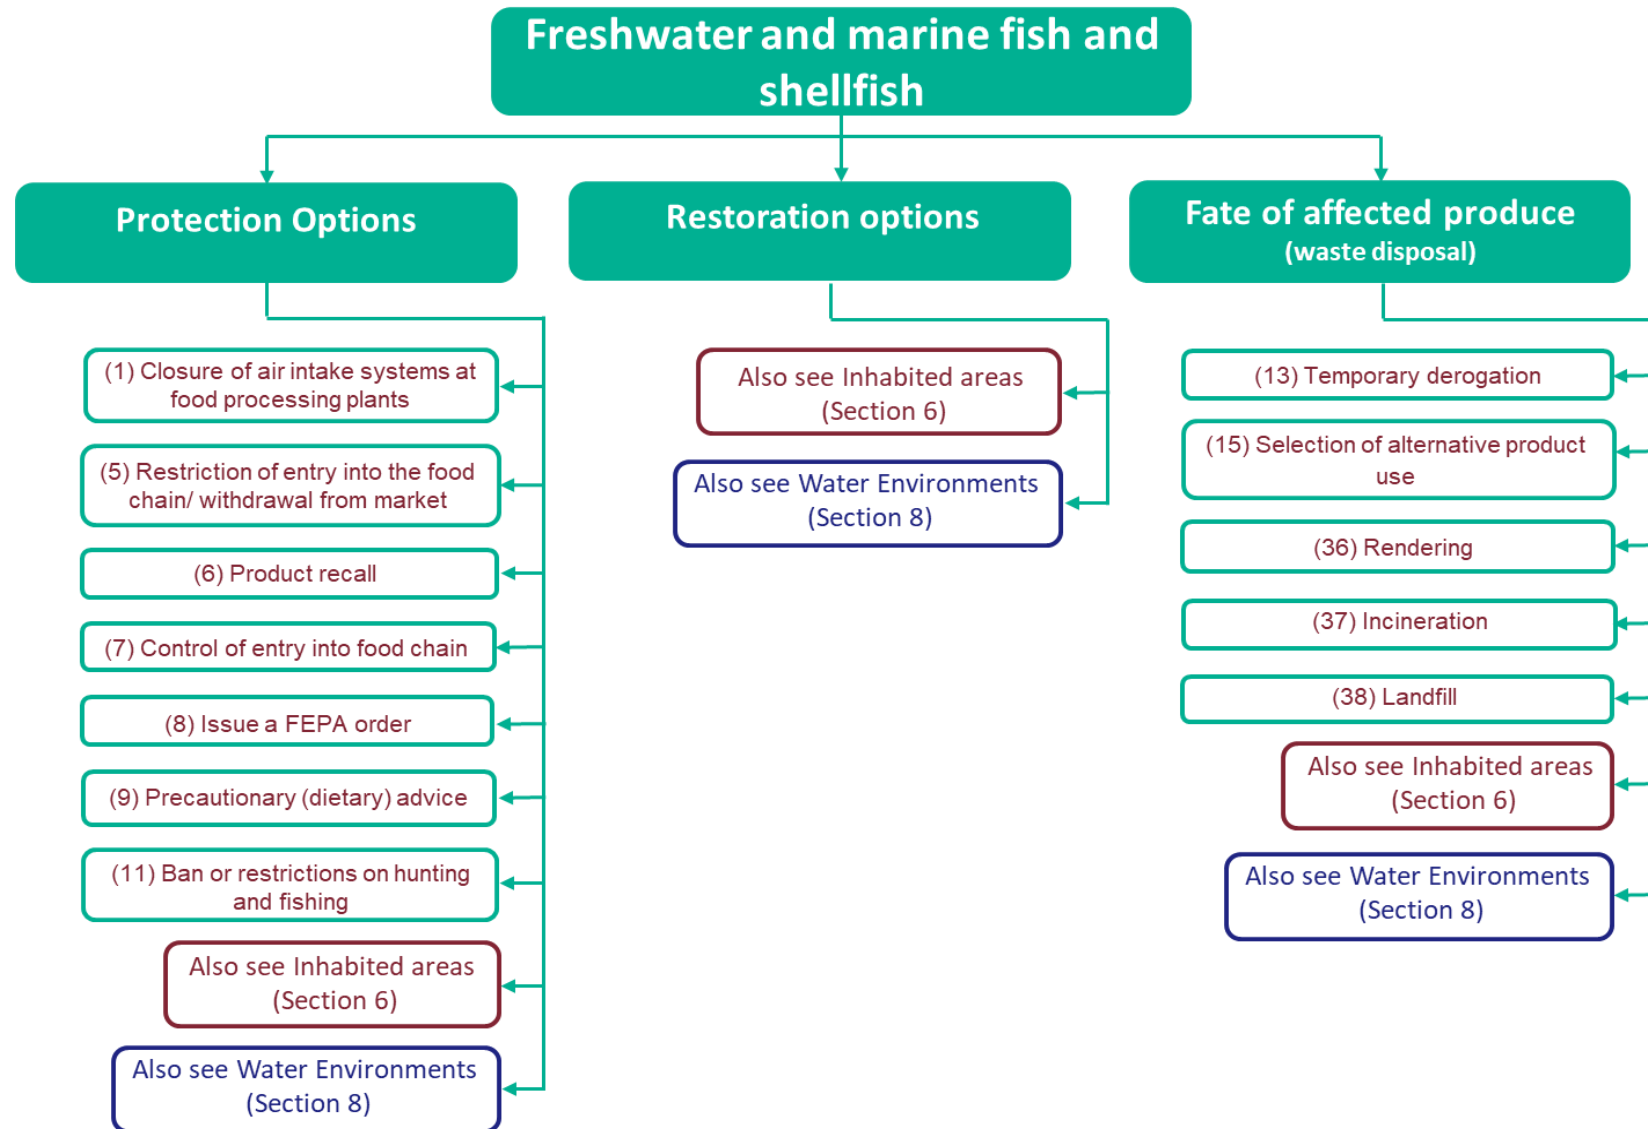 Freshwater and marine fish and
shellfish
Protection Options
(1) Closure of air intake systems at
food processing plants
(5) Restriction of entry into the food
chain/ withdrawal from market
(6) Product recall
(7) Control of entry into food chain
(8) Issue a FEPA order
(9) Precautionary (dietary) advice
(11) Ban or restrictions on hunting
and fishing
Also see Inhabited areas
(Section 6)
Also see Water Environments
(Section 8)
Restoration options
Also see Inhabited areas
(Section 6)
Also see Water Environments
(Section 8)
Fate of affected produce
(waste disposal)
(13) Temporary derogation
(15) Selection of alternative product
use
(36) Rendering
(37) Incineration
(38) Landfill
Also see Inhabited areas
(Section 6)
Also see Water Environments
(Section 8)